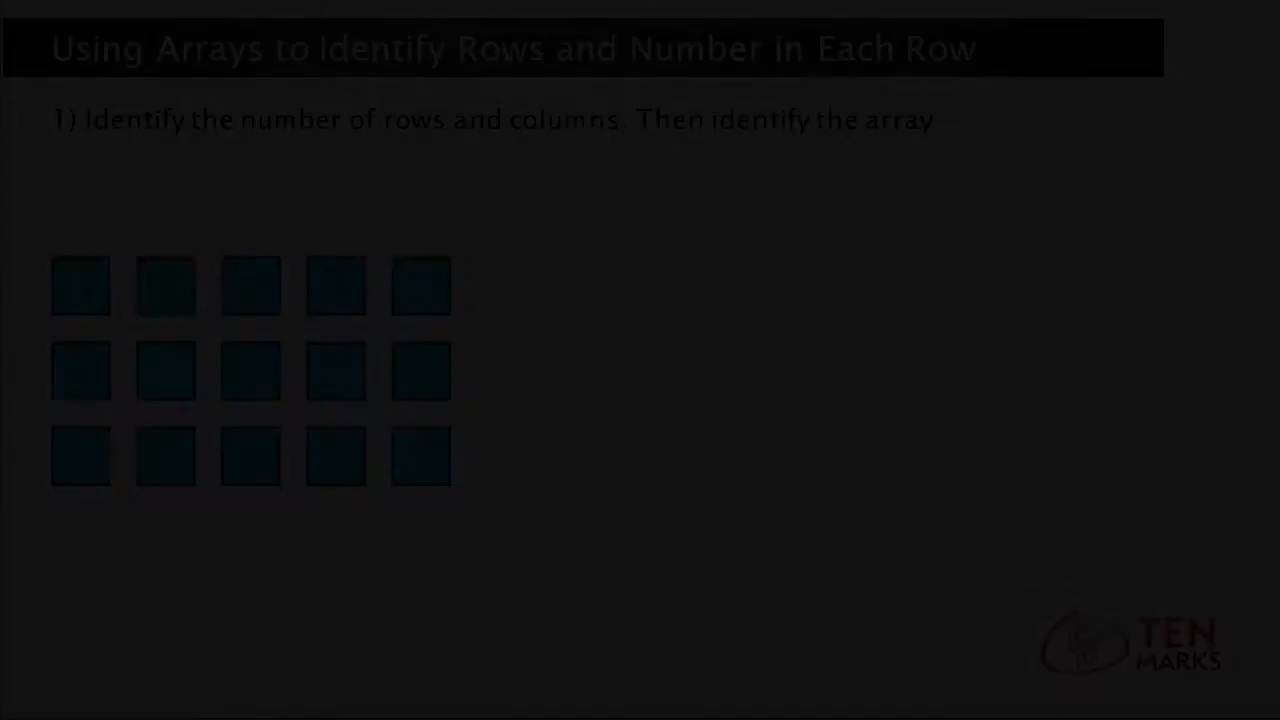 Using Arrays to Identify Rows and Number in Each Row
1) Identify the number of rows and columns. Then identify the array
TEN
MARKS